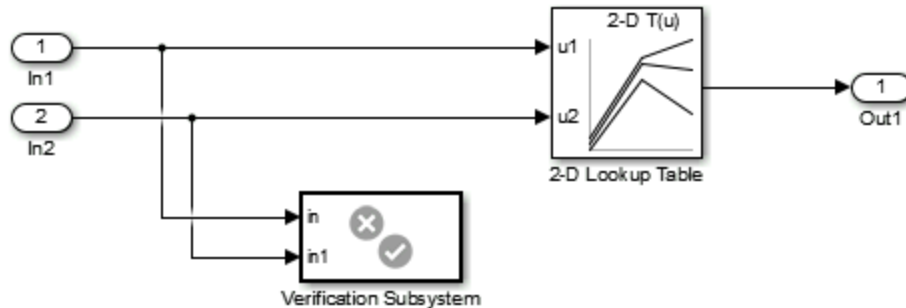 2-D T(u)
1
In1
u1
2
In2
u2
1
Out1
2-D Lookup Table
in
in1
Verification Subsystem